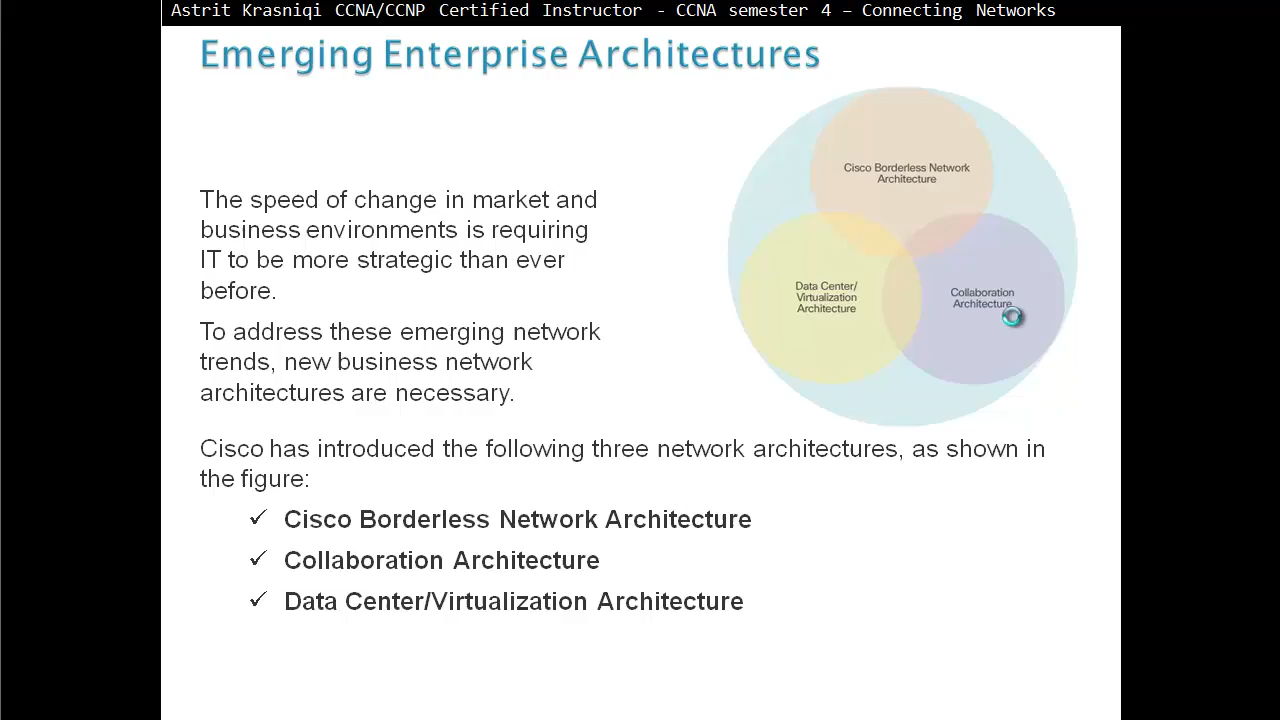 Astrit Krasniqi CCNA/CCNP Certified Instructor - CCNA semester 4 – Connecting Networks
Emerging Enterprise Architectures
The speed of change in market and
business environments is requiring
IT to be more strategic than ever
before.
To address these emerging network
trends, new business network
architectures are necessary.
Cisco Borderless Network
Architecture
Data Center/
Virtualization
Architecture
Collaboration
Architecture
Cisco has introduced the following three network architectures, as shown in
the figure:
✓ Cisco Borderless Network Architecture
✓ Collaboration Architecture
✓ Data Center/Virtualization Architecture